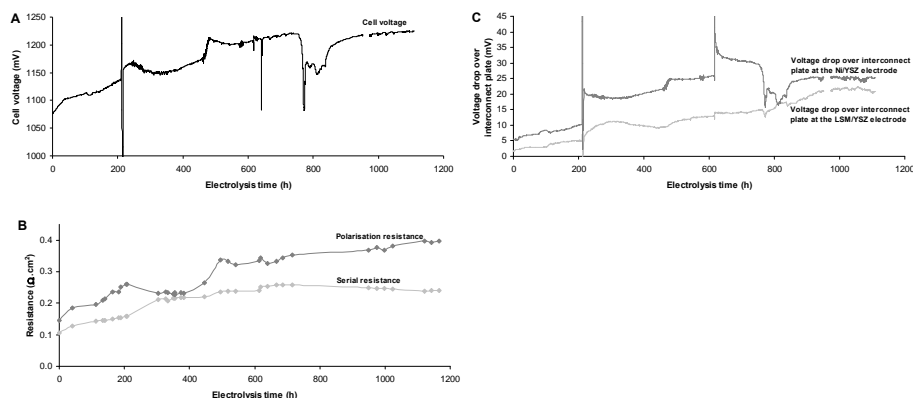 A
Cell voltage
Cell voltage (mV)
1250
1200
1150
1100
1050
1000
0 200 400 600 800 1000 1200
Electrolysis time (h)
C
Voltage drop over interconnect plate (mV)
45
40
35
30
25
20
15
10
5
0
Voltage drop over interconnect
plate at the Ni/YSZ electrode
Voltage drop over interconnect
plate at the LSM/YSZ electrode
0 200 400 600 800 1000 1200
Electrolysis time (h)
B
Polarisation resistance
Serial resistance
Resistance (Ω.cm²)
0.4
0.3
0.2
0.1
0.0
0 200 400 600 800 1000 1200
Electrolysis time (h)